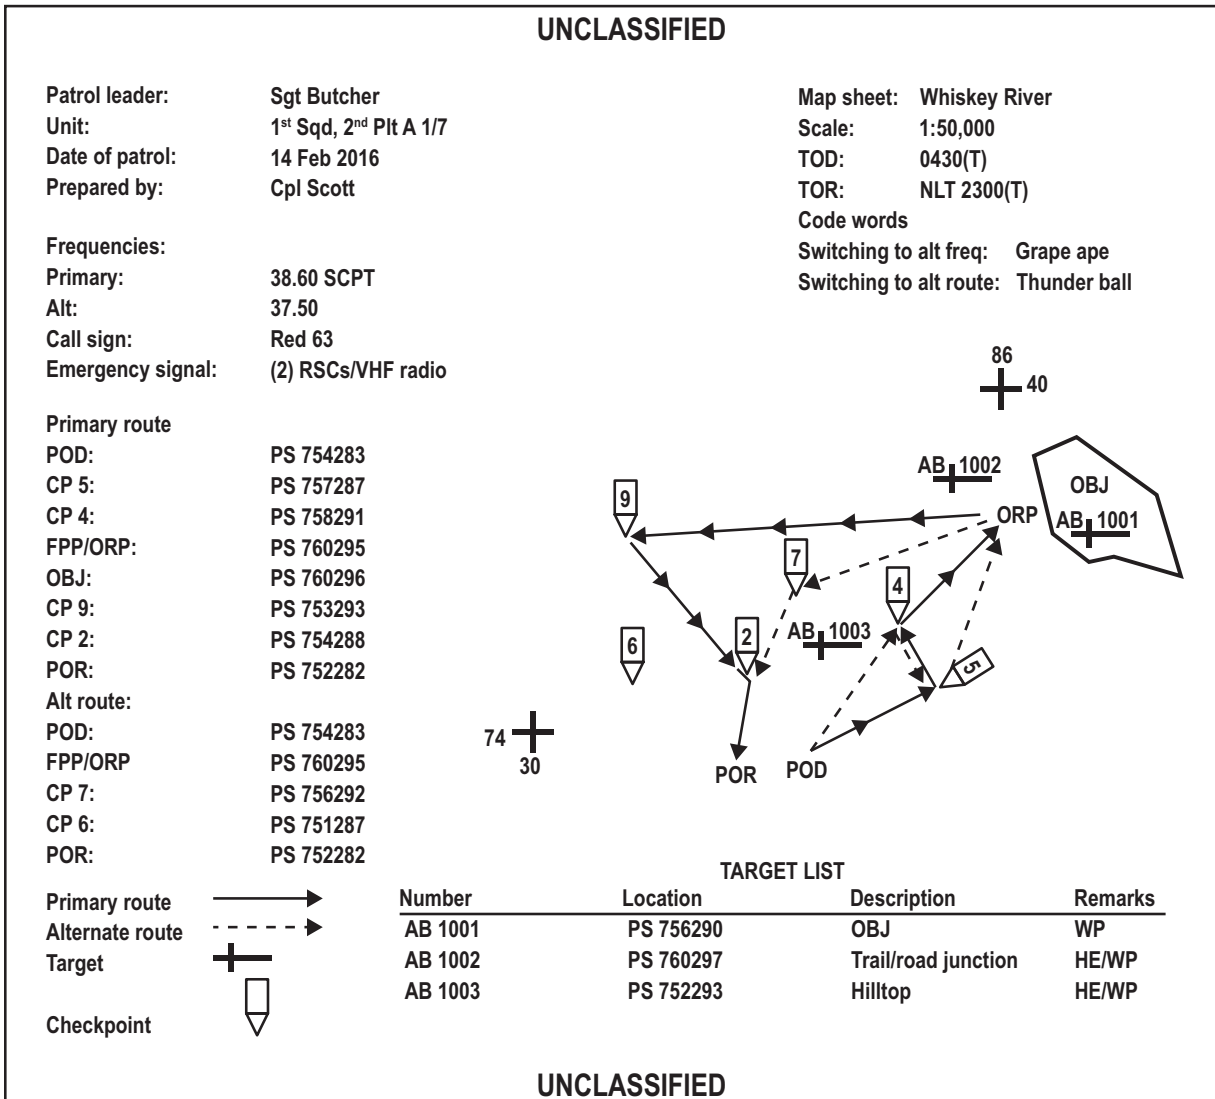 UNCLASSIFIED
Patrol leader: Sgt Butcher
Unit: 1st Sqd, 2nd Plt A 1/7
Date of patrol: 14 Feb 2016
Prepared by: Cpl Scott
Map sheet: Whiskey River
Scale: 1:50,000
TOD: 0430(T)
TOR: NLT 2300(T)
Code words
Switching to alt freq: Grape ape
Switching to alt route: Thunder ball
Frequencies:
Primary: 38.60 SCPT
Alt: 37.50
Call sign: Red 63
Emergency signal: (2) RSCs/VHF radio
Primary route
POD: PS 754283
CP 5: PS 757287
CP 4: PS 758291
FPP/ORP: PS 760295
OBJ: PS 760296
CP 9: PS 753293
CP 2: PS 754288
POR: PS 752282
Alt route:
POD: PS 754283
FPP/ORP PS 760295
CP 7: PS 756292
CP 6: PS 751287
POR: PS 752282
86
40
AB 1002
OBJ
9
ORP
AB 1001
7
4
AB 1003
2
6
5
74
30
POR
POD
Primary route
Alternate route
Target
Checkpoint
TARGET LIST
Number Location Description Remarks
AB 1001 PS 756290 OBJ WP
AB 1002 PS 760297 Trail/road junction HE/WP
AB 1003 PS 752293 Hilltop HE/WP
UNCLASSIFIED